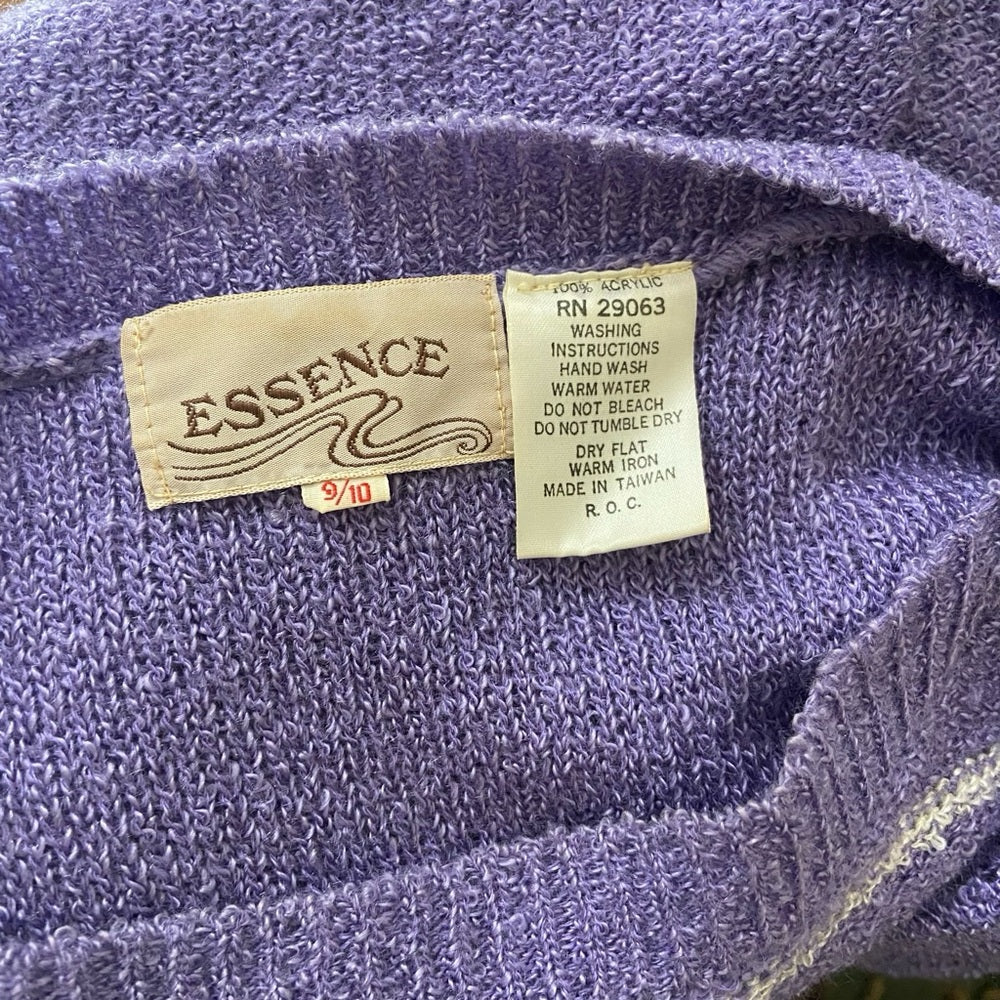 ESSENCE
9/10
100% ACRYLIC
RN 29063
WASHING
INSTRUCTIONS
HAND WASH
WARM WATER
DO NOT BLEACH
DO NOT TUMBLE DRY
DRY FLAT
WARM IRON
MADE IN TAIWAN
R. O. C.